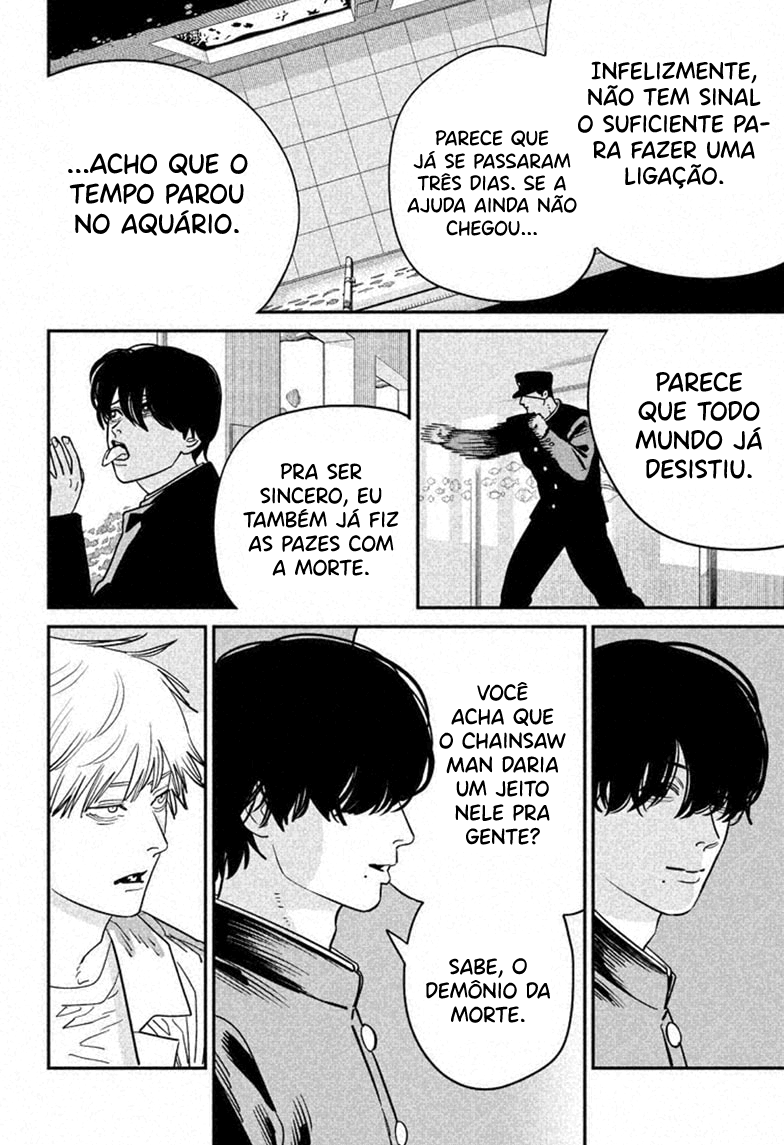 INFELIZMENTE,
NÃO TEM SINAL
O SUFICIENTE PA-
RA FAZER UMA
LIGAÇÃO.
PARECE QUE
JÁ SE PASSARAM
TRÊS DIAS. SE A
AJUDA AINDA NÃO
CHEGOU...
...ACHO QUE O
TEMPO PAROU
NO AQUÁRIO.
PARECE
QUE TODO
MUNDO JÁ
DESISTIU.
PRA SER
SINCERO, EU
TAMBÉM JÁ FIZ
AS PAZES COM
A MORTE.
VOCÊ
ACHA QUE
O CHAINSAW
MAN DARIA
UM JEITO
NELE PRA
GENTE?
SABE, O
DEMÔNIO DA
MORTE.